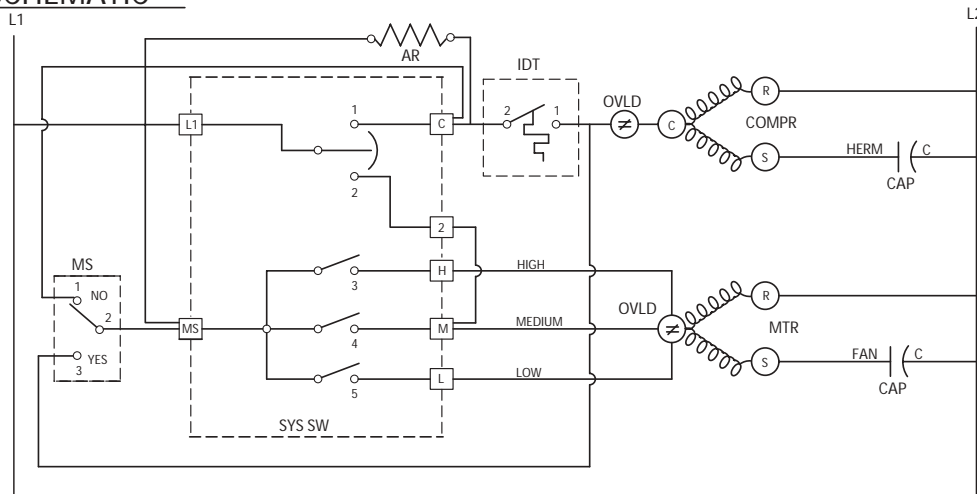 SCHEMATIC
L1
L2
AR
IDT
L1
1
2
C
2 1
OVLD
C
R
COMPR
S
HERM
C
CAP
2
MS
1 NO
2
YES
3
MS
3
4
5
H
M
L
HIGH
MEDIUM
LOW
OVLD
R
MTR
S
FAN
C
CAP
SYS SW